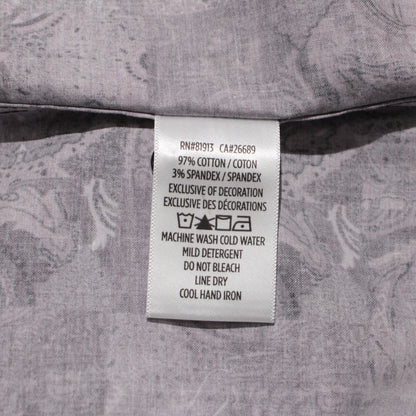 RN#81913 CA#26689
97% COTTON / COTON
3% SPANDEX / SPANDEX
EXCLUSIVE OF DECORATION
EXCLUSIVE DES DÉCORATIONS
MACHINE WASH COLD WATER
MILD DETERGENT
DO NOT BLEACH
LINE DRY
COOL HAND IRON